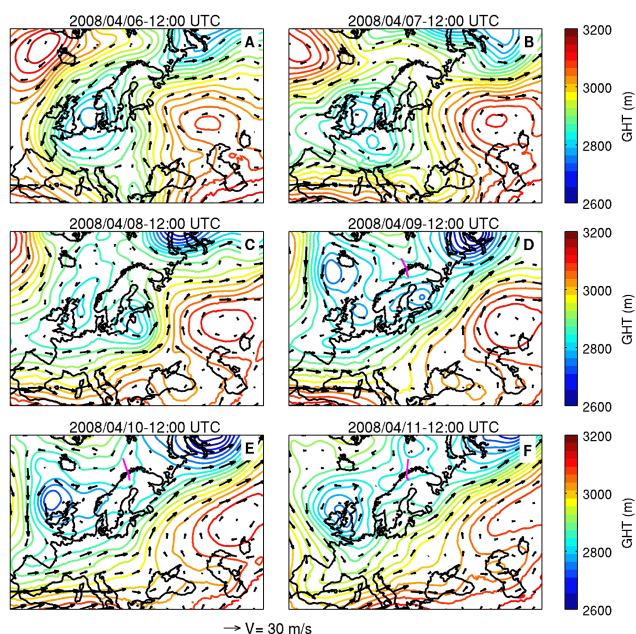 2008/04/06-12:00 UTC
A
2008/04/07-12:00 UTC
B
3200
3000
2800
2600
GHT (m)
2008/04/08-12:00 UTC
C
2008/04/09-12:00 UTC
D
3200
3000
2800
2600
GHT (m)
2008/04/10-12:00 UTC
E
2008/04/11-12:00 UTC
F
3200
3000
2800
2600
GHT (m)
V= 30 m/s